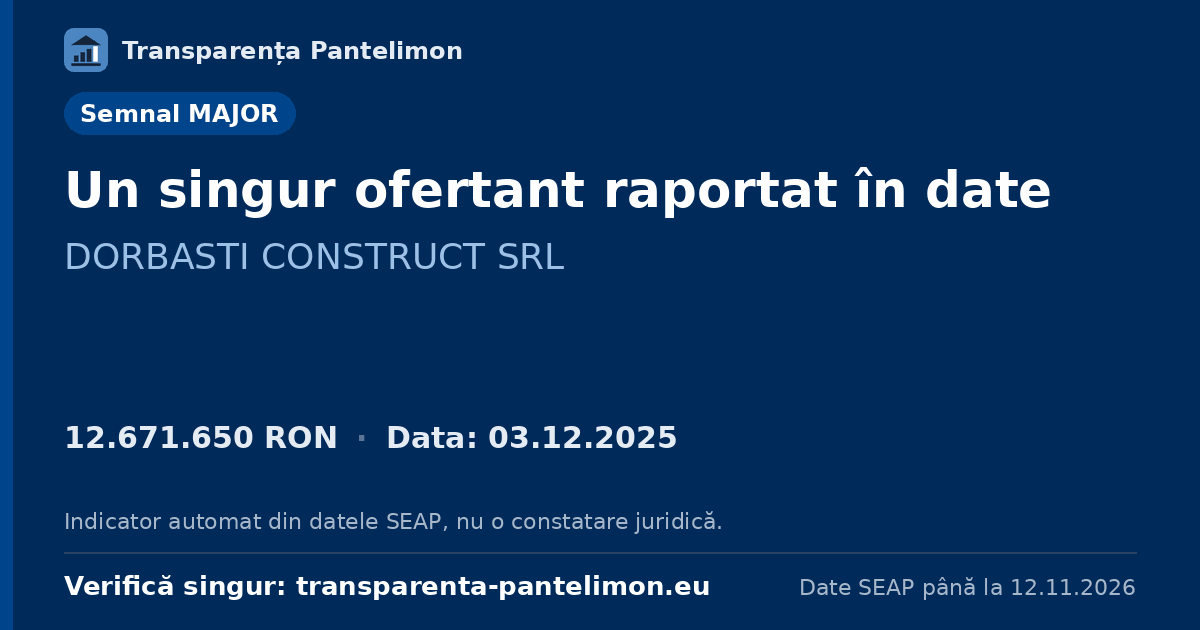 Transparența Pantelimon
Semnal MAJOR
Un singur ofertant raportat în date
DORBASTI CONSTRUCT SRL
12.671.650 RON · Data: 03.12.2025
Indicator automat din datele SEAP, nu o constatare juridică.
Verifică singur: transparenta-pantelimon.eu
Date SEAP până la 12.11.2026